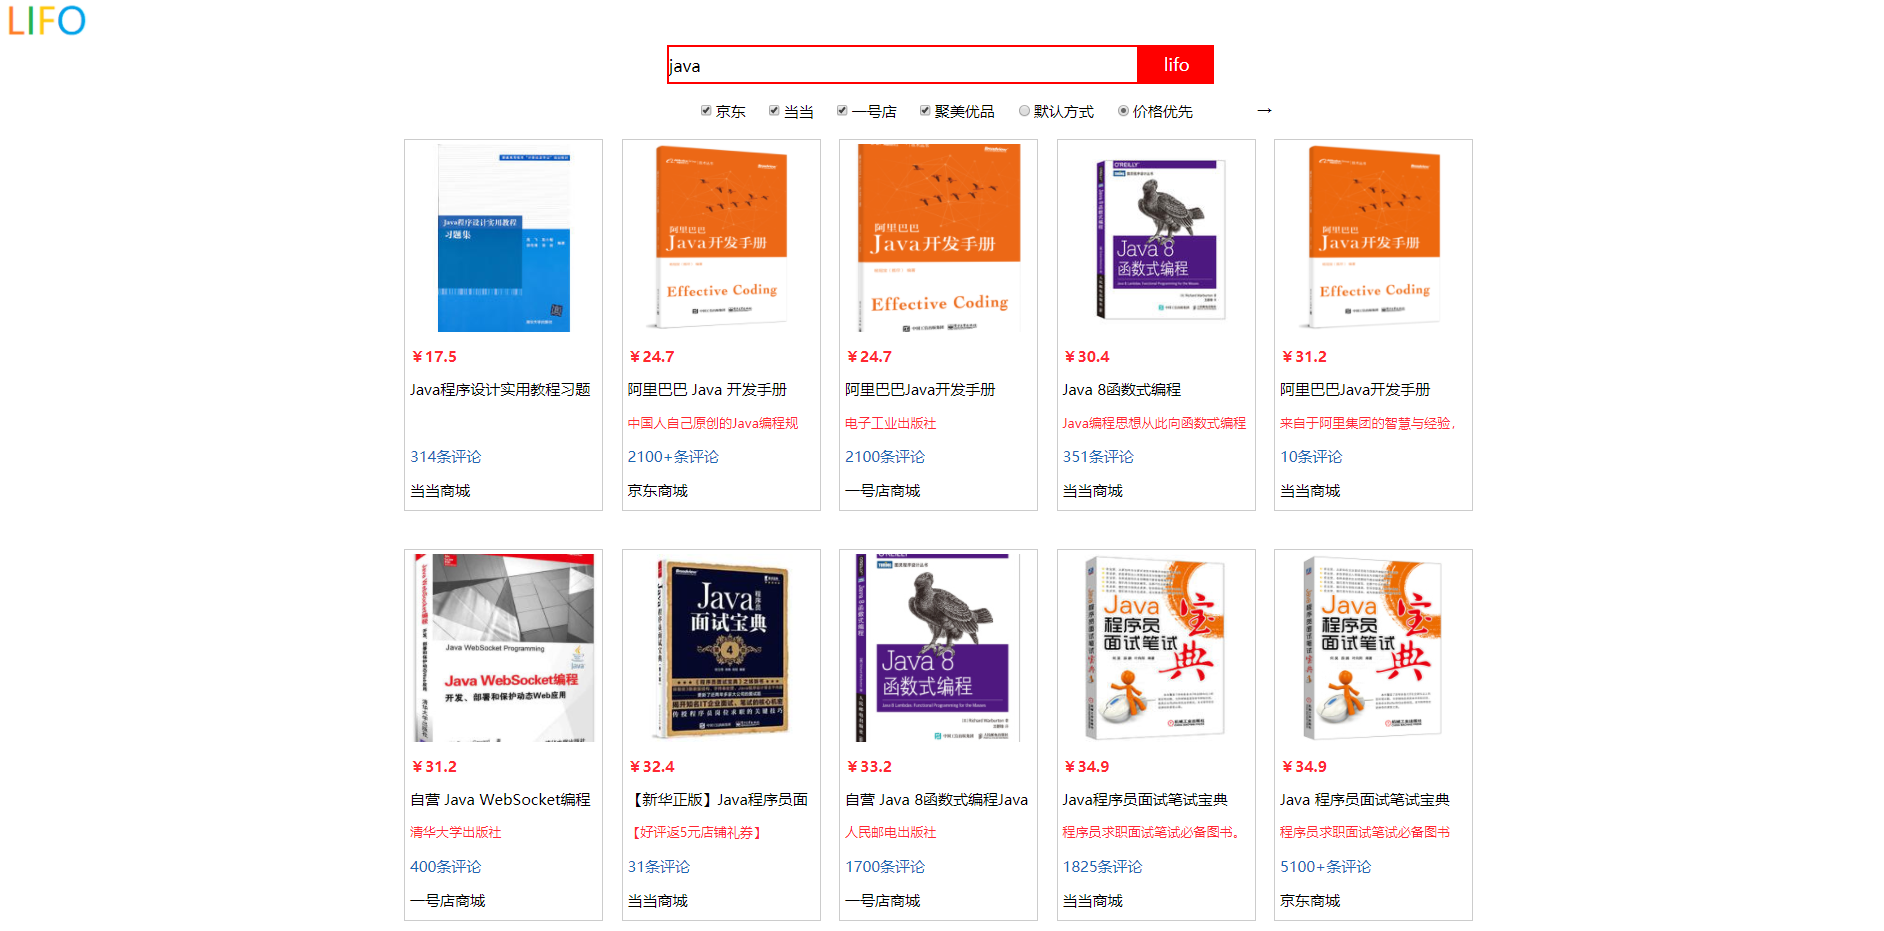 LIFO
java
lifo
京东 当当 一号店 聚美优品 默认方式 价格优先 →
Java程序设计实用教程
习题集
阿里巴巴
Java开发手册
Effective Coding
阿里巴巴
Java开发手册
Effective Coding
O'REILLY
Java 8
函数式编程
阿里巴巴
Java开发手册
Effective Coding
¥17.5
¥24.7
¥24.7
¥30.4
¥31.2
Java程序设计实用教程习题
阿里巴巴 Java 开发手册
阿里巴巴Java开发手册
Java 8函数式编程
阿里巴巴Java开发手册
中国人自己原创的Java编程规
电子工业出版社
Java编程思想从此向函数式编程
来自于阿里集团的智慧与经验,
314条评论
2100+条评论
2100条评论
351条评论
10条评论
当当商城
京东商城
一号店商城
当当商城
当当商城
Java WebSocket Programming
Java WebSocket编程
开发、部署和保护动态Web应用
Java程序员
面试宝典
4
Java 8
函数式编程
Java
程序员
面试笔试
宝典
Java
程序员
面试笔试
宝典
¥31.2
¥32.4
¥33.2
¥34.9
¥34.9
自营 Java WebSocket编程
【新华正版】Java程序员面
自营 Java 8函数式编程Java
Java程序员面试笔试宝典
Java 程序员面试笔试宝典
清华大学出版社
【好评返5元店铺礼券】
人民邮电出版社
程序员求职面试笔试必备图书。
程序员求职面试笔试必备图书
400条评论
31条评论
1700条评论
1825条评论
5100+条评论
一号店商城
当当商城
一号店商城
当当商城
京东商城